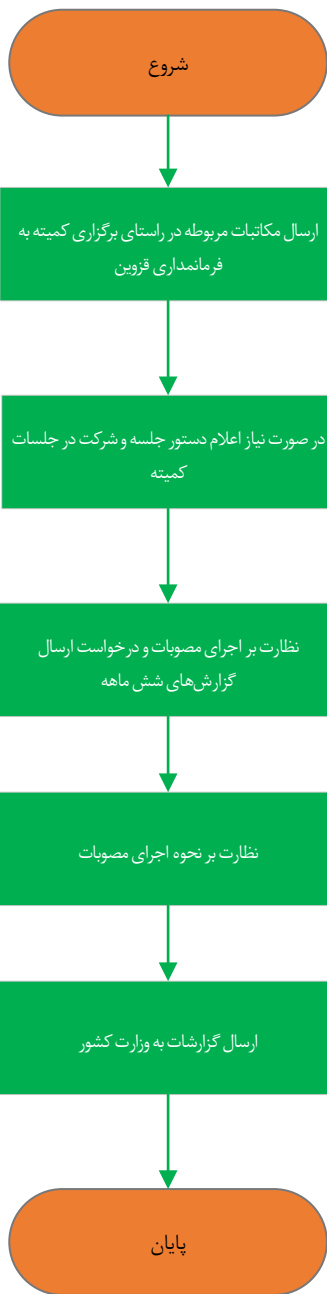 شروع
ارسال مکاتبات مربوطه در راستای برگزاری کمیته به
فرمانمداری قزوین
در صورت نیاز اعلام دستور جلسه و شرکت در جلسات
کمیته
نظارت بر اجرای مصوبات و درخواست ارسال
گزارش‌های شش ماهه
نظارت بر نحوه اجرای مصوبات
ارسال گزارشات به وزارت کشور
پایان